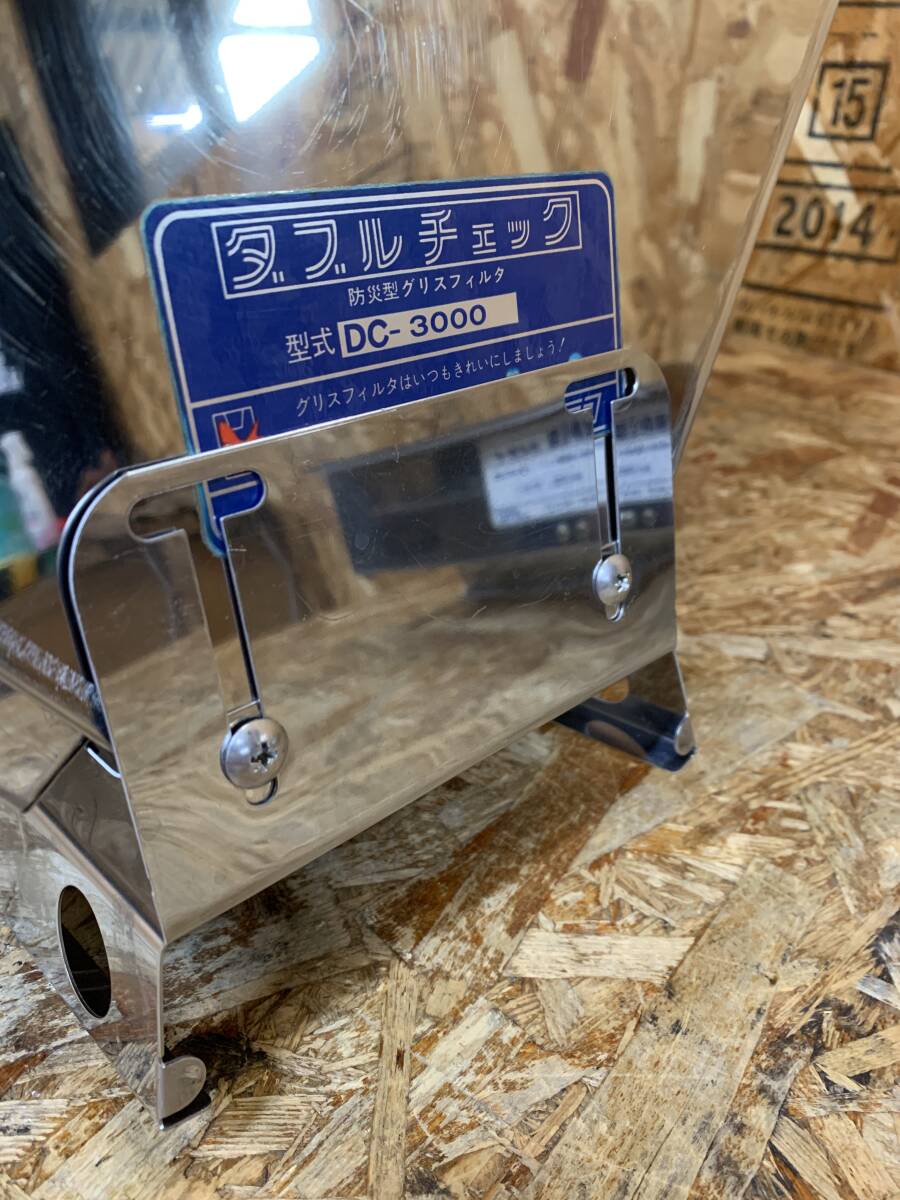 ダブルチェック
防災型グリスフィルタ
型式 DC-3000
グリスフィルタはいつもきれいにしましょう！
15
2014